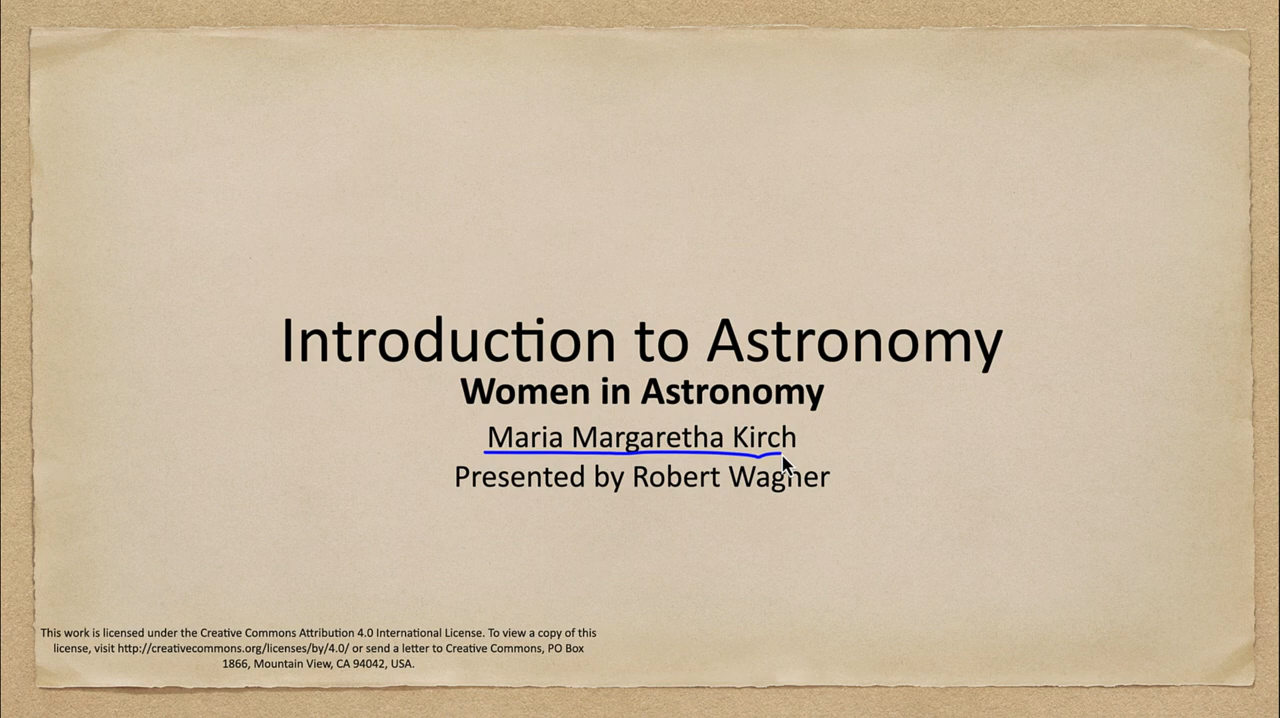 Introduction to Astronomy
Women in Astronomy
Maria Margaretha Kirch
Presented by Robert Wagner
This work is licensed under the Creative Commons Attribution 4.0 International License. To view a copy of this
license, visit http://creativecommons.org/licenses/by/4.0/ or send a letter to Creative Commons, PO Box
1866, Mountain View, CA 94042, USA.